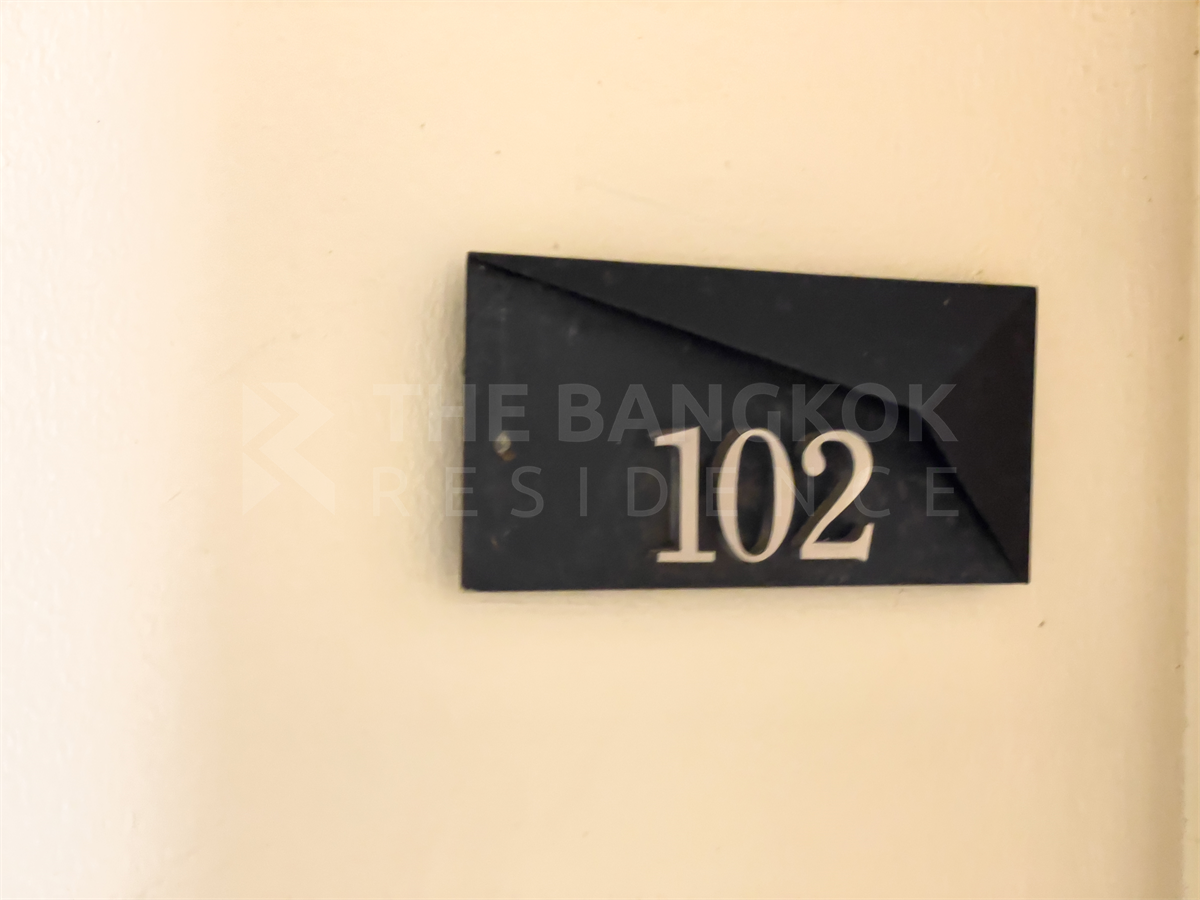 THE BANGKOK
RESIDENCE
102